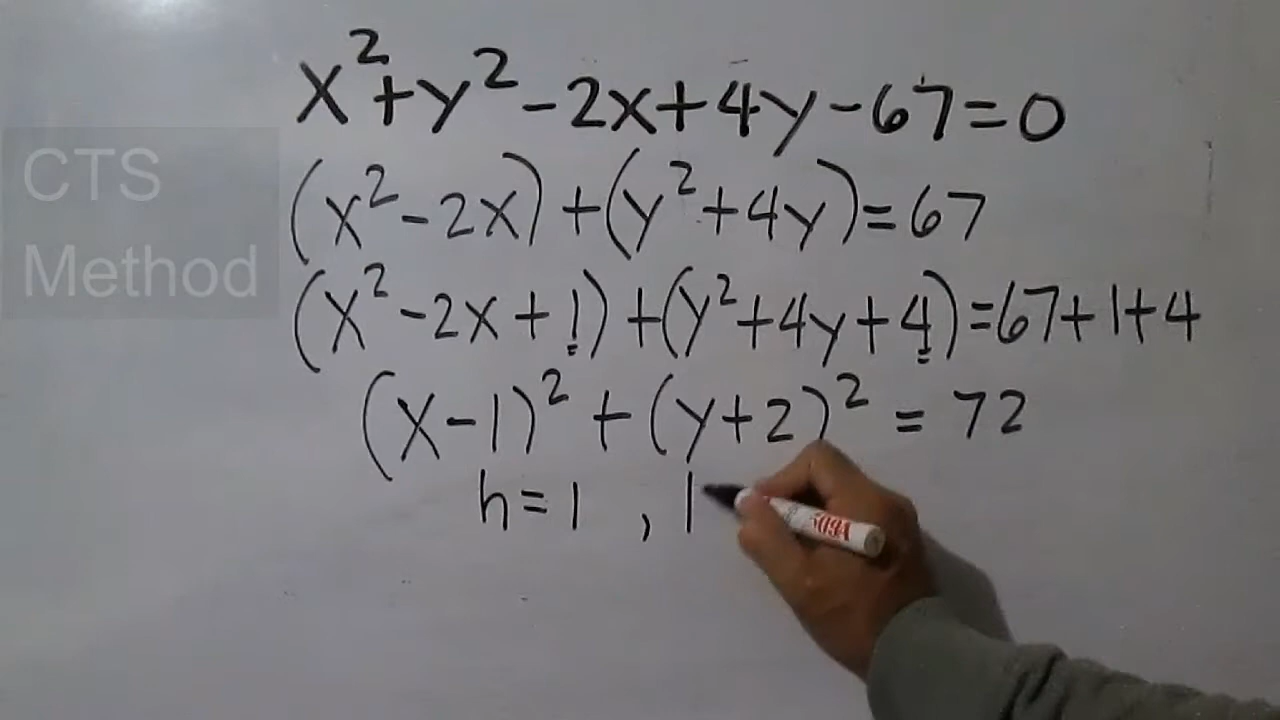 x²+y²-2x+4y-67=0
CTS
Method
(x²-2x)+(y²+4y)=67
(x²-2x+1)+(y²+4y+4)=67+1+4
(x-1)²+(y+2)²=72
h=1 ,